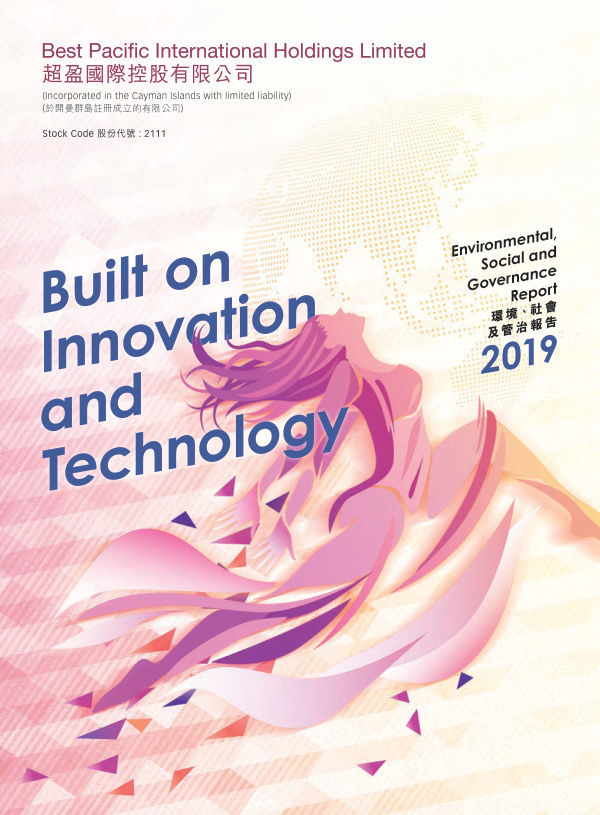 Best Pacific International Holdings Limited
超盈國際控股有限公司
(Incorporated in the Cayman Islands with limited liability)
(於開曼群島註冊成立的有限公司)
Stock Code 股份代號 : 2111
Environmental,
Social and
Governance
Report
環境、社會
及管治報告
2019
Built on
Innovation
and
Technology